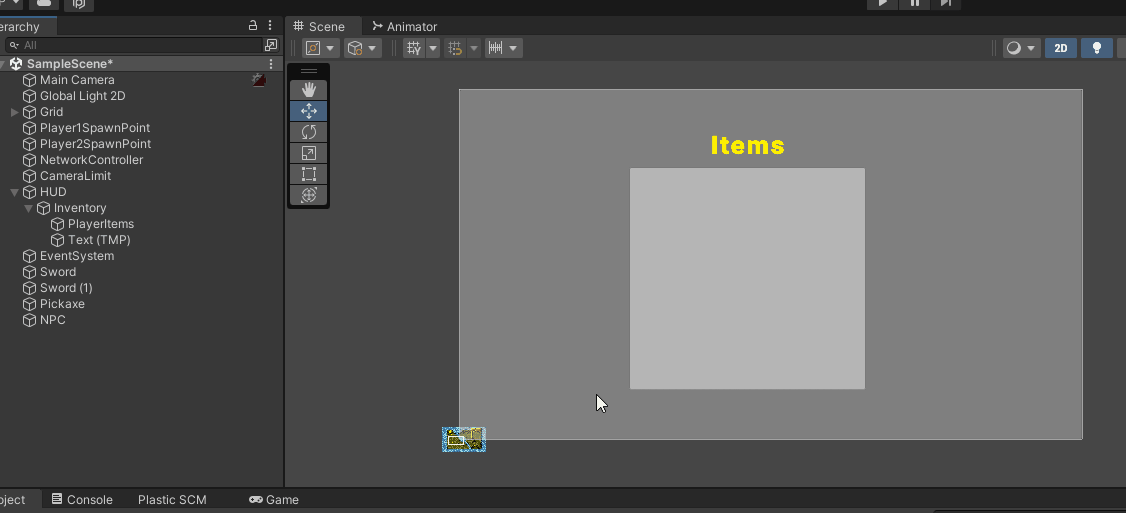 erarchy
Scene
Animator
All
2D
SampleScene*
Main Camera
Global Light 2D
Grid
Player1SpawnPoint
Player2SpawnPoint
NetworkController
CameraLimit
HUD
Inventory
PlayerItems
Text (TMP)
EventSystem
Sword
Sword (1)
Pickaxe
NPC
Items
oject
Console
Plastic SCM
Game